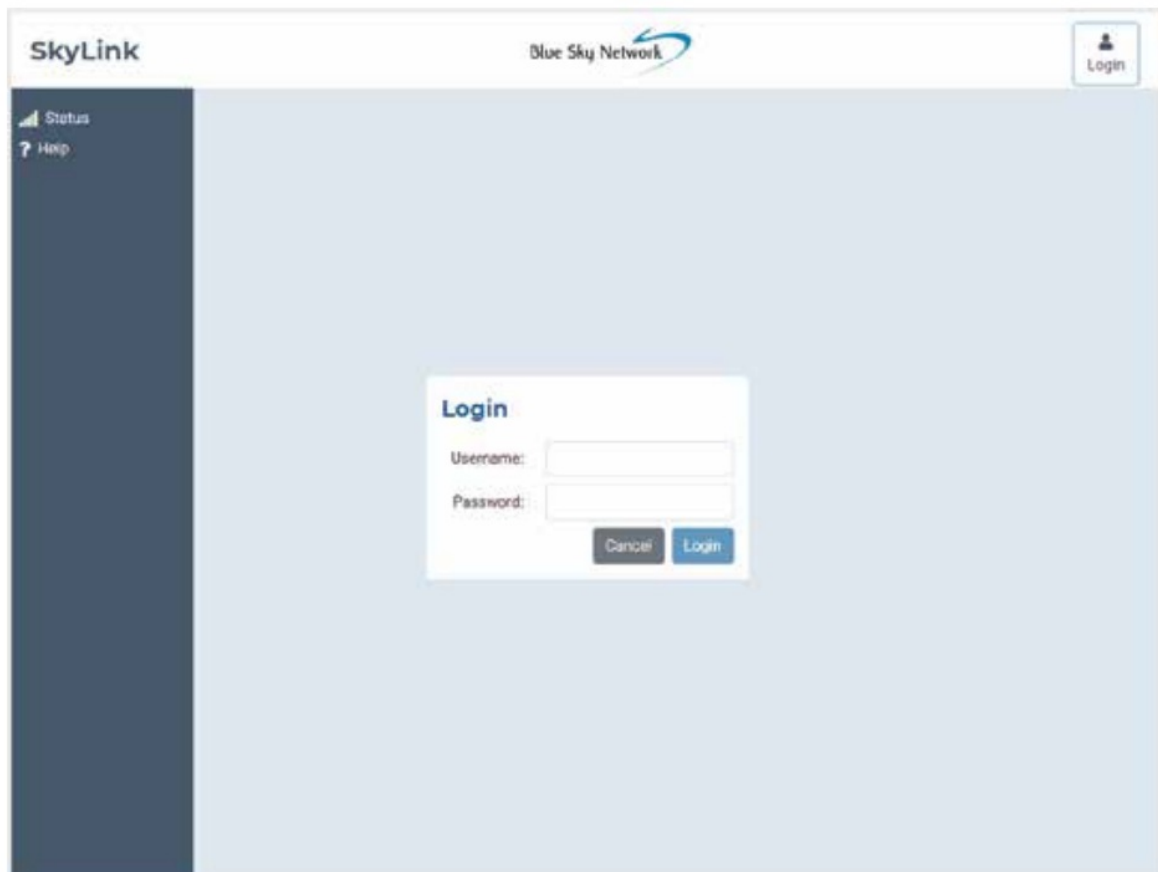 SkyLink
Blue Sky Network
Login
Status
? Help
Login
Username:
Password:
Cancel
Login